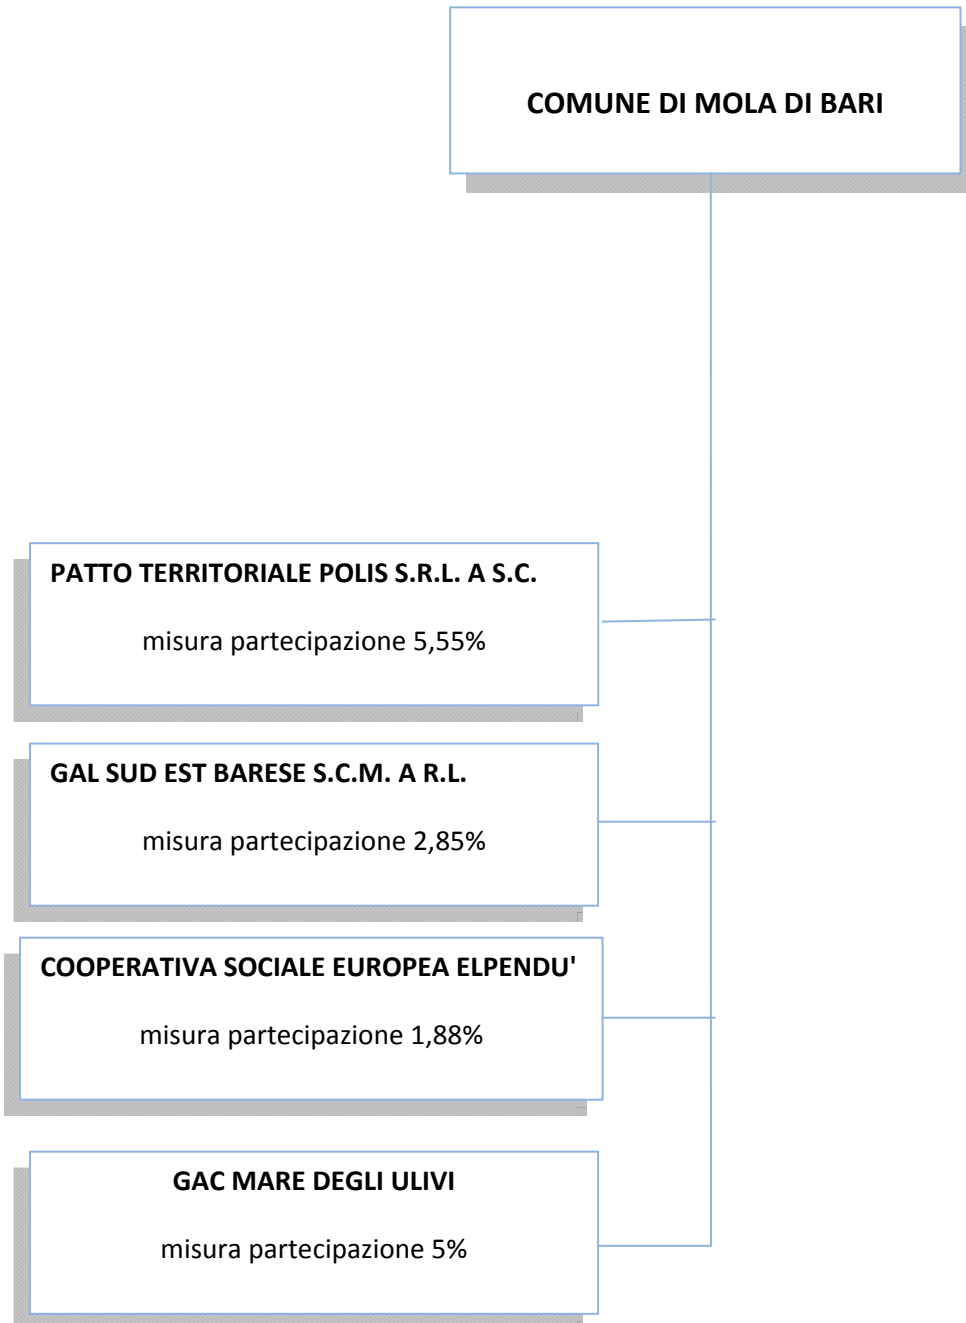 COMUNE DI MOLA DI BARI
PATTO TERRITORIALE POLIS S.R.L. A S.C.
misura partecipazione 5,55%
GAL SUD EST BARESE S.C.M. A R.L.
misura partecipazione 2,85%
COOPERATIVA SOCIALE EUROPEA ELPENDU'
misura partecipazione 1,88%
GAC MARE DEGLI ULIVI
misura partecipazione 5%